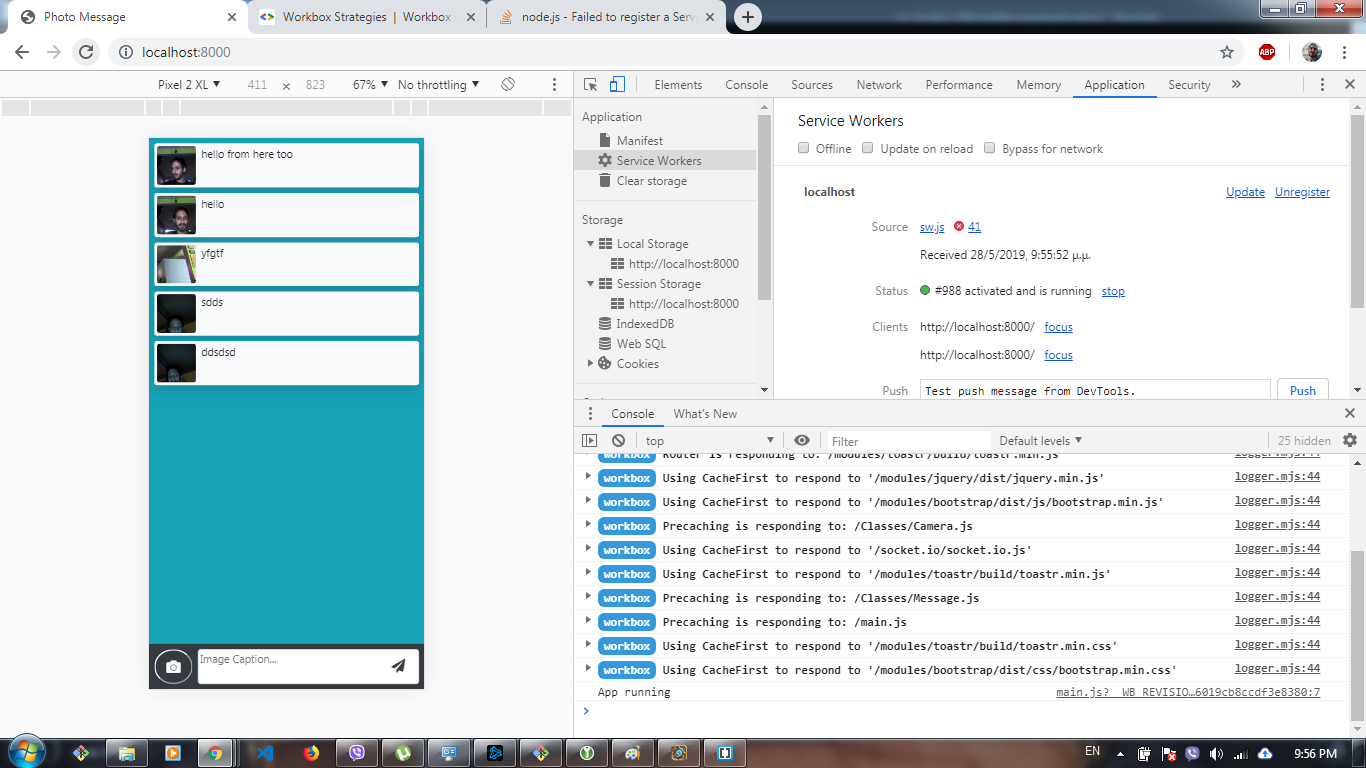 Photo Message
Workbox Strategies | Workbox
node.js - Failed to register a Serv
localhost:8000
ABP
Pixel 2 XL ▼ 411 × 823 67% ▼ No throttling ▼
Elements Console Sources Network Performance Memory Application Security »
hello from here too
hello
yfgtf
sdds
ddsdsd
Image Caption...
Application
Manifest
Service Workers
Clear storage
Storage
Local Storage
http://localhost:8000
Session Storage
http://localhost:8000
IndexedDB
Web SQL
Cookies
Service Workers
Offline Update on reload Bypass for network
localhost Update Unregister
Source sw.js 41
Received 28/5/2019, 9:55:52 μ.μ.
Status #988 activated and is running stop
Clients http://localhost:8000/ focus
http://localhost:8000/ focus
Push Test push message from DevTools. Push
Console What's New
top ▼ Filter Default levels ▼ 25 hidden
workbox Router is responding to: /modules/toastr/build/toastr.min.js logger.mjs:44
workbox Using CacheFirst to respond to '/modules/jquery/dist/jquery.min.js' logger.mjs:44
workbox Using CacheFirst to respond to '/modules/bootstrap/dist/js/bootstrap.min.js' logger.mjs:44
workbox Precaching is responding to: /Classes/Camera.js logger.mjs:44
workbox Using CacheFirst to respond to '/socket.io/socket.io.js' logger.mjs:44
workbox Using CacheFirst to respond to '/modules/toastr/build/toastr.min.js' logger.mjs:44
workbox Precaching is responding to: /Classes/Message.js logger.mjs:44
workbox Precaching is responding to: /main.js logger.mjs:44
workbox Using CacheFirst to respond to '/modules/toastr/build/toastr.min.css' logger.mjs:44
workbox Using CacheFirst to respond to '/modules/bootstrap/dist/css/bootstrap.min.css' logger.mjs:44
App running main.js?__WB_REVISIO…6019cb8ccdf3e8380:7
EN 9:56 PM